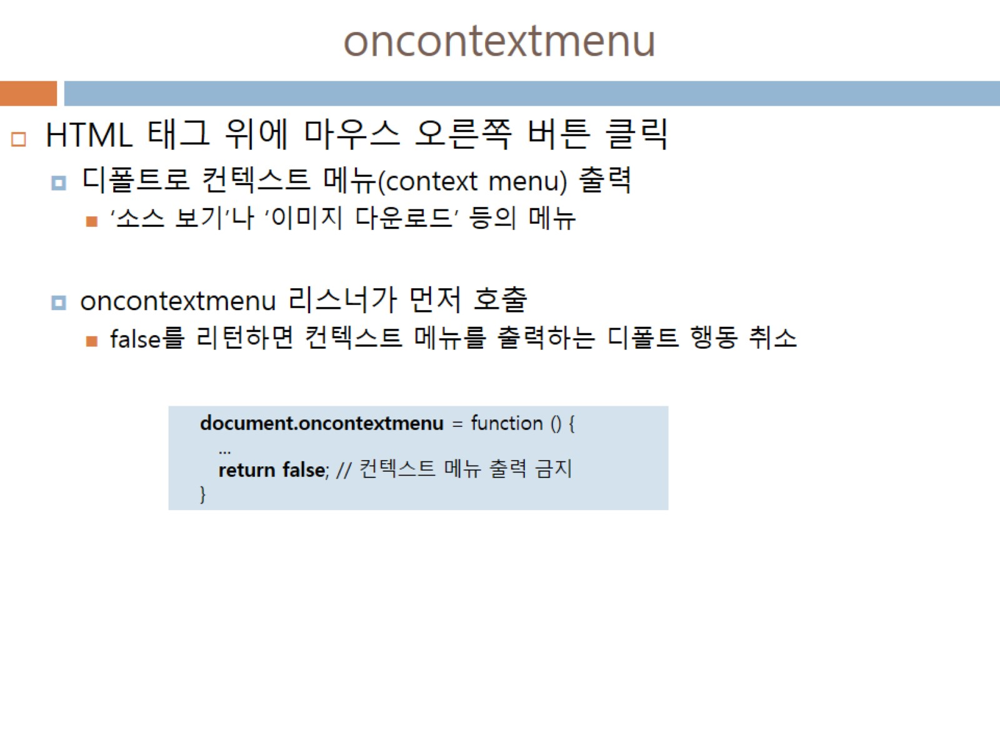 oncontextmenu
HTML 태그 위에 마우스 오른쪽 버튼 클릭
디폴트로 컨텍스트 메뉴(context menu) 출력
‘소스 보기’나 ‘이미지 다운로드’ 등의 메뉴
oncontextmenu 리스너가 먼저 호출
false를 리턴하면 컨텍스트 메뉴를 출력하는 디폴트 행동 취소
document.oncontextmenu = function () {
...
return false; // 컨텍스트 메뉴 출력 금지
}